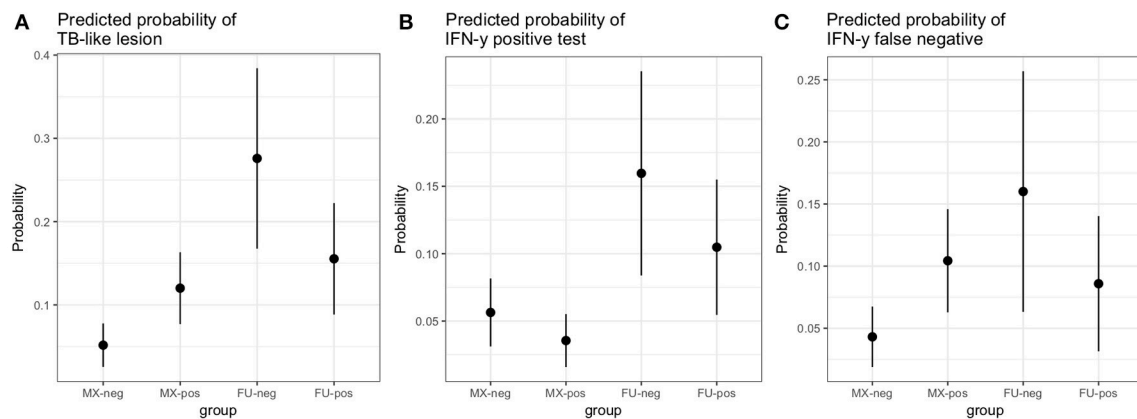 A
Predicted probability of
TB-like lesion
Probability
0.4
0.3
0.2
0.1
MX-neg MX-pos FU-neg FU-pos
group
B
Predicted probability of
IFN-y positive test
Probability
0.20
0.15
0.10
0.05
MX-neg MX-pos FU-neg FU-pos
group
C
Predicted probability of
IFN-y false negative
Probability
0.25
0.20
0.15
0.10
0.05
MX-neg MX-pos FU-neg FU-pos
group